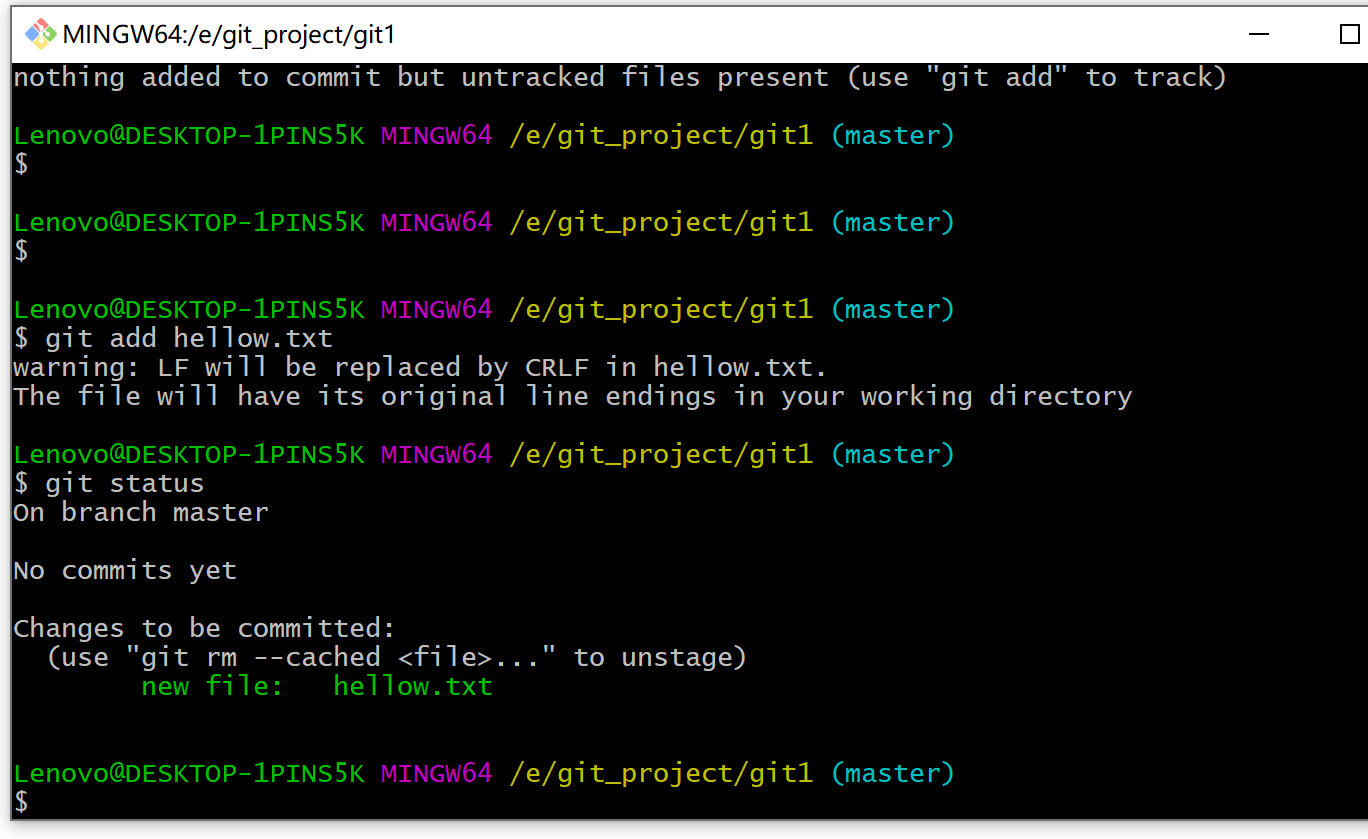 MINGW64:/e/git_project/git1
nothing added to commit but untracked files present (use "git add" to track)
Lenovo@DESKTOP-1PINS5K MINGW64 /e/git_project/git1 (master)
$
Lenovo@DESKTOP-1PINS5K MINGW64 /e/git_project/git1 (master)
$
Lenovo@DESKTOP-1PINS5K MINGW64 /e/git_project/git1 (master)
$ git add hellow.txt
warning: LF will be replaced by CRLF in hellow.txt.
The file will have its original line endings in your working directory
Lenovo@DESKTOP-1PINS5K MINGW64 /e/git_project/git1 (master)
$ git status
On branch master
No commits yet
Changes to be committed:
  (use "git rm --cached <file>..." to unstage)
        new file:   hellow.txt
Lenovo@DESKTOP-1PINS5K MINGW64 /e/git_project/git1 (master)
$